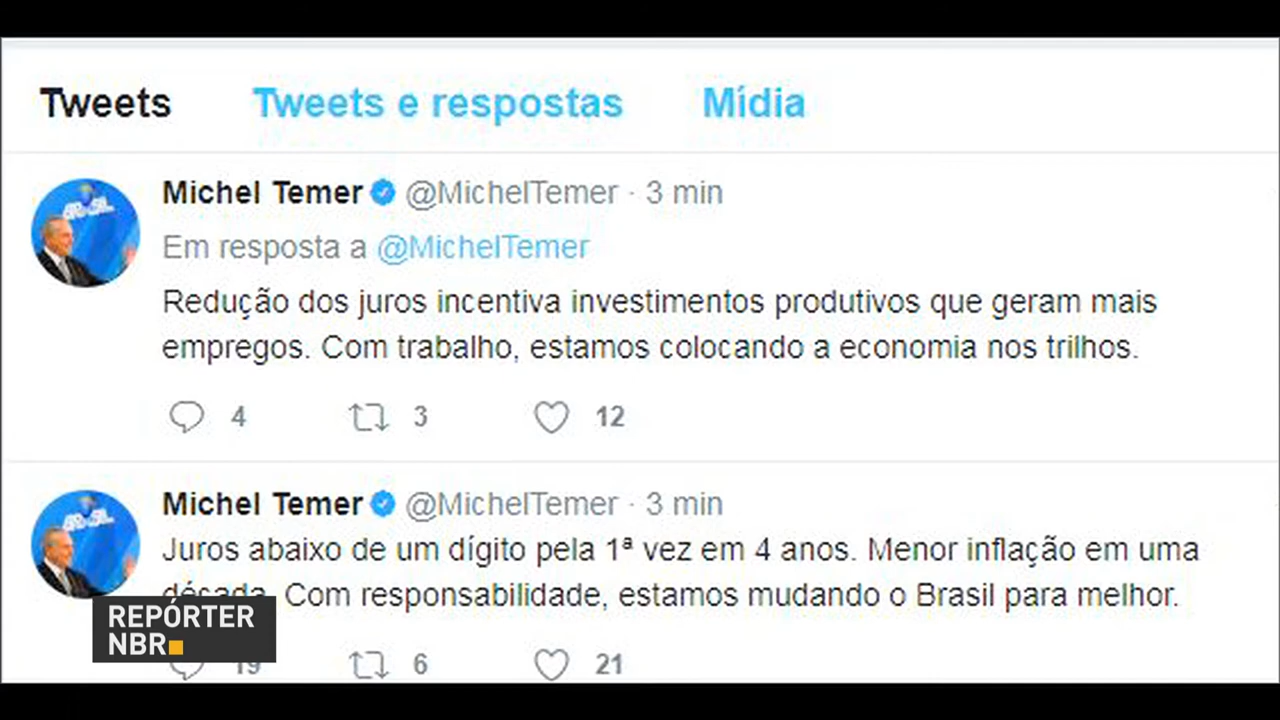 Tweets Tweets e respostas Mídia
Michel Temer @MichelTemer · 3 min
Em resposta a @MichelTemer
Redução dos juros incentiva investimentos produtivos que geram mais
empregos. Com trabalho, estamos colocando a economia nos trilhos.
4 3 12
Michel Temer @MichelTemer · 3 min
Juros abaixo de um dígito pela 1ª vez em 4 anos. Menor inflação em uma
década. Com responsabilidade, estamos mudando o Brasil para melhor.
REPÓRTER
NBR
19 6 21